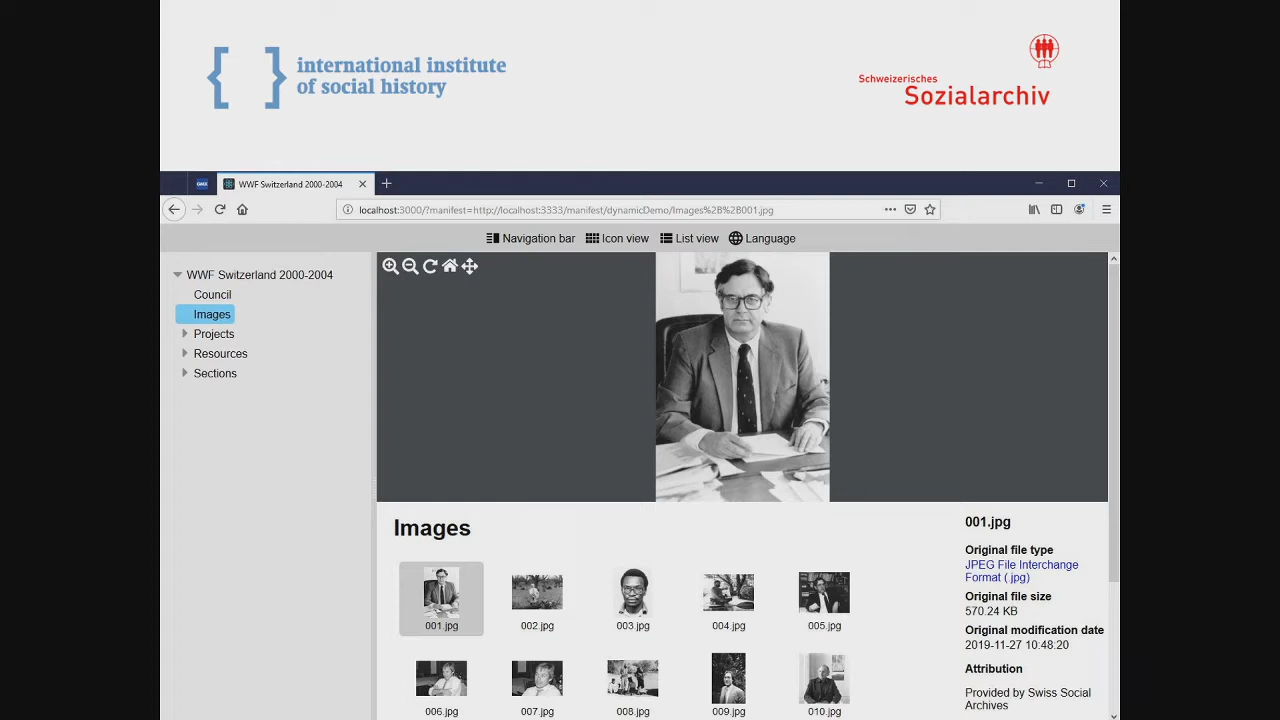 international institute
of social history
Schweizerisches
Sozialarchiv
GMX
WWF Switzerland 2000-2004
localhost:3000/?manifest=http://localhost:3333/manifest/dynamicDemo/Images%2B%2B001.jpg
Navigation bar
Icon view
List view
Language
WWF Switzerland 2000-2004
Council
Images
Projects
Resources
Sections
Images
001.jpg
002.jpg
003.jpg
004.jpg
005.jpg
006.jpg
007.jpg
008.jpg
009.jpg
010.jpg
001.jpg
Original file type
JPEG File Interchange
Format (.jpg)
Original file size
570.24 KB
Original modification date
2019-11-27 10:48:20
Attribution
Provided by Swiss Social
Archives